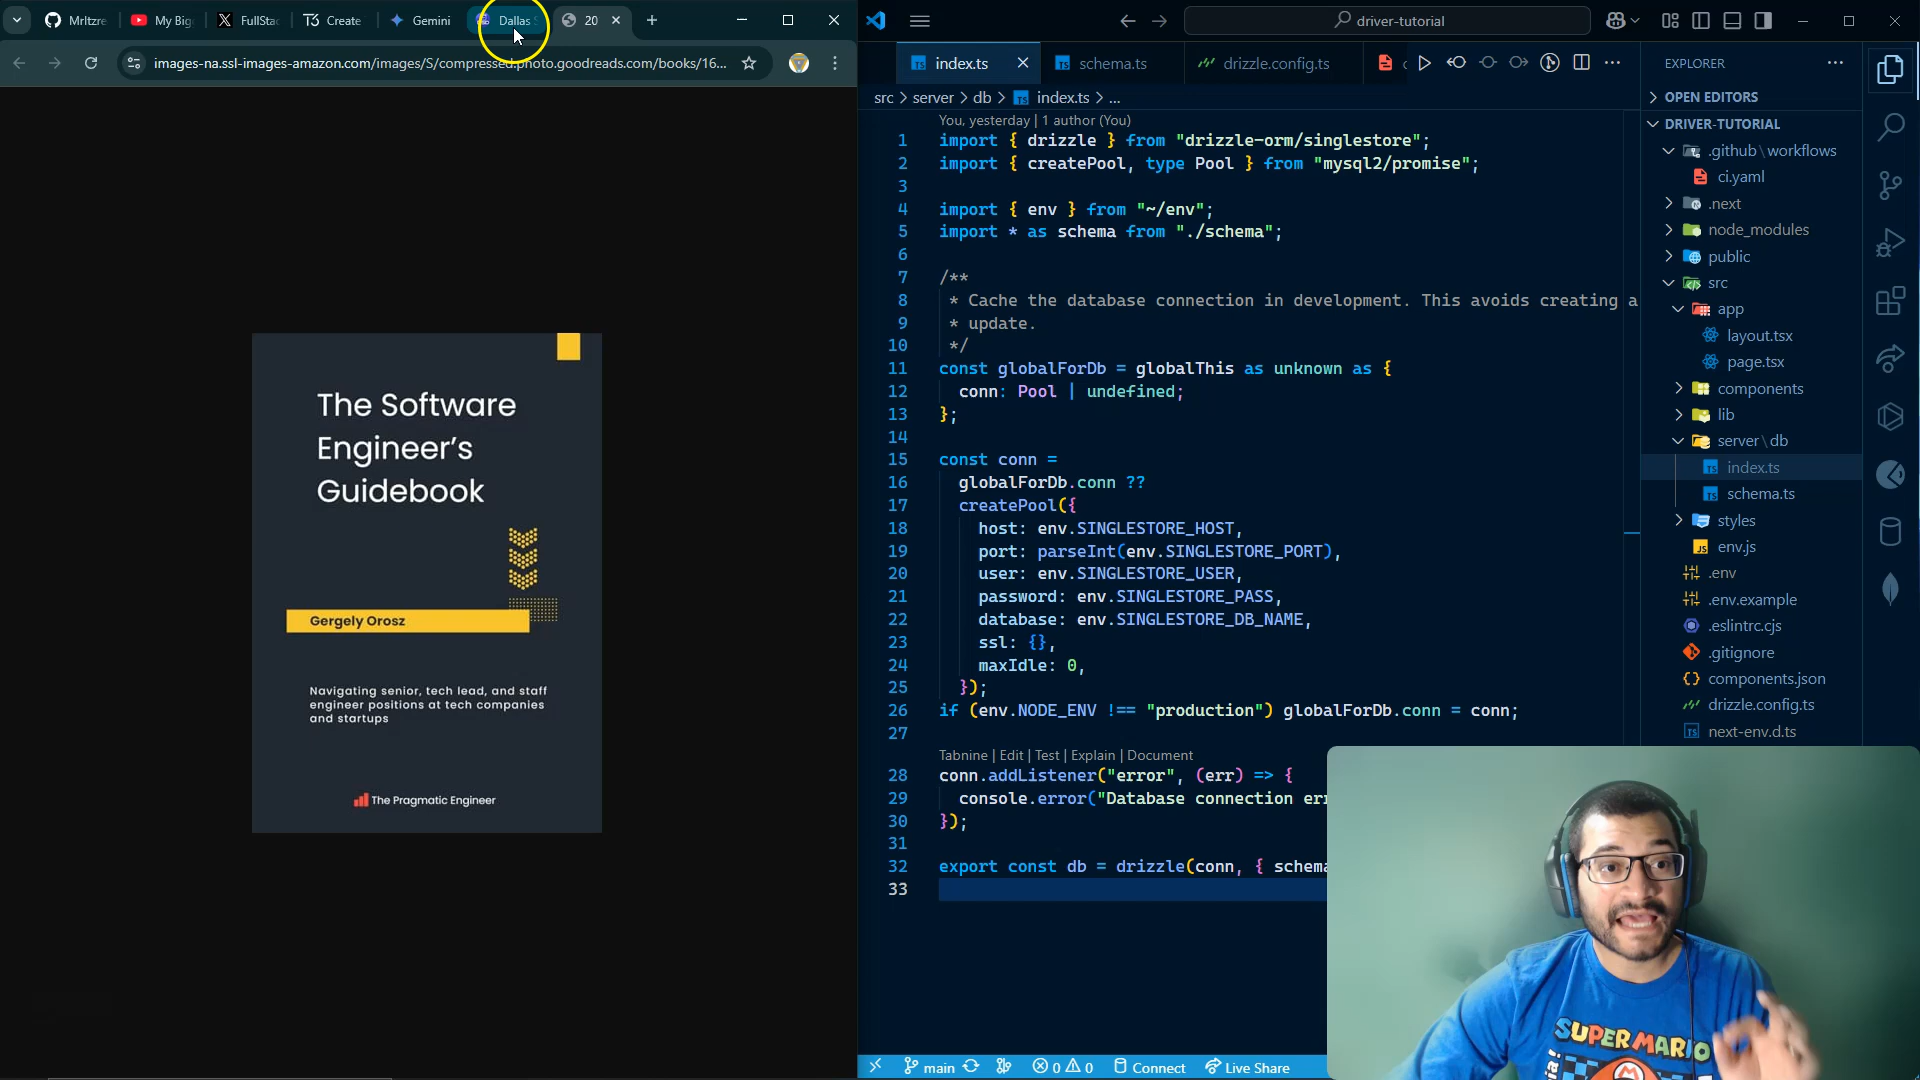 MrItzre
My Big
FullSta
Create
Gemini
Dallas
20
images-na.ssl-images-amazon.com/images/S/compressed.photo.goodreads.com/books/16...
The Software
Engineer's
Guidebook
Gergely Orosz
Navigating senior, tech lead, and staff
engineer positions at tech companies
and startups
The Pragmatic Engineer
driver-tutorial
index.ts
schema.ts
drizzle.config.ts
src > server > db > index.ts > ...
You, yesterday | 1 author (You)
1 import { drizzle } from "drizzle-orm/singlestore";
2 import { createPool, type Pool } from "mysql2/promise";
3
4 import { env } from "~/env";
5 import * as schema from "./schema";
6
7 /**
8 * Cache the database connection in development. This avoids creating a
9 * update.
10 */
11 const globalForDb = globalThis as unknown as {
12 conn: Pool | undefined;
13 };
14
15 const conn =
16 globalForDb.conn ??
17 createPool({
18 host: env.SINGLESTORE_HOST,
19 port: parseInt(env.SINGLESTORE_PORT),
20 user: env.SINGLESTORE_USER,
21 password: env.SINGLESTORE_PASS,
22 database: env.SINGLESTORE_DB_NAME,
23 ssl: {},
24 maxIdle: 0,
25 });
26 if (env.NODE_ENV !== "production") globalForDb.conn = conn;
27
Tabnine | Edit | Test | Explain | Document
28 conn.addListener("error", (err) => {
29 console.error("Database connection err
30 });
31
32 export const db = drizzle(conn, { schema
33
main
0 0
Connect
Live Share
EXPLORER
OPEN EDITORS
DRIVER-TUTORIAL
.github\workflows
ci.yaml
.next
node_modules
public
src
app
layout.tsx
page.tsx
components
lib
server\db
index.ts
schema.ts
styles
env.js
.env
.env.example
.eslintrc.cjs
.gitignore
components.json
drizzle.config.ts
next-env.d.ts
SUPER MARIO